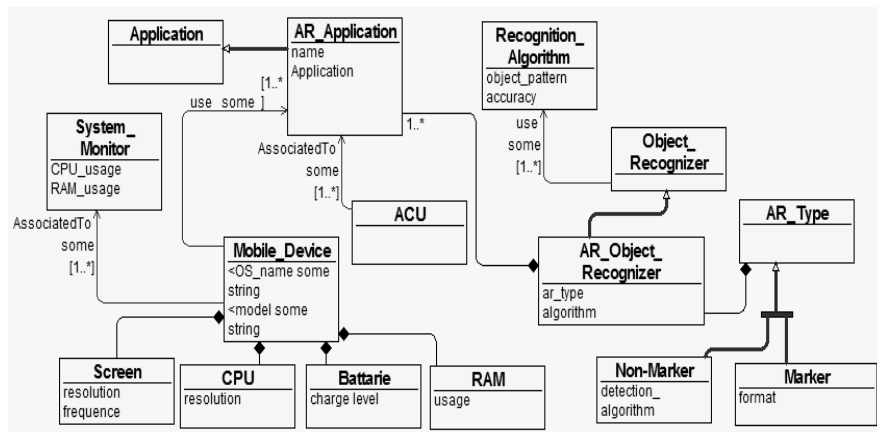 Application
AR_Application
name
Application
Recognition_
Algorithm
object_pattern
accuracy
[1..*
]
use some
1..*
System_
Monitor
CPU_usage
RAM_usage
AssociatedTo
some
[1..*]
use
some
[1..*]
Object_
Recognizer
ACU
AR_Type
AssociatedTo
some
[1..*]
Mobile_Device
<OS_name some
string
<model some
string
AR_Object_
Recognizer
ar_type
algorithm
Screen
resolution
frequence
CPU
resolution
Battarie
charge level
RAM
usage
Non-Marker
detection_
algorithm
Marker
format